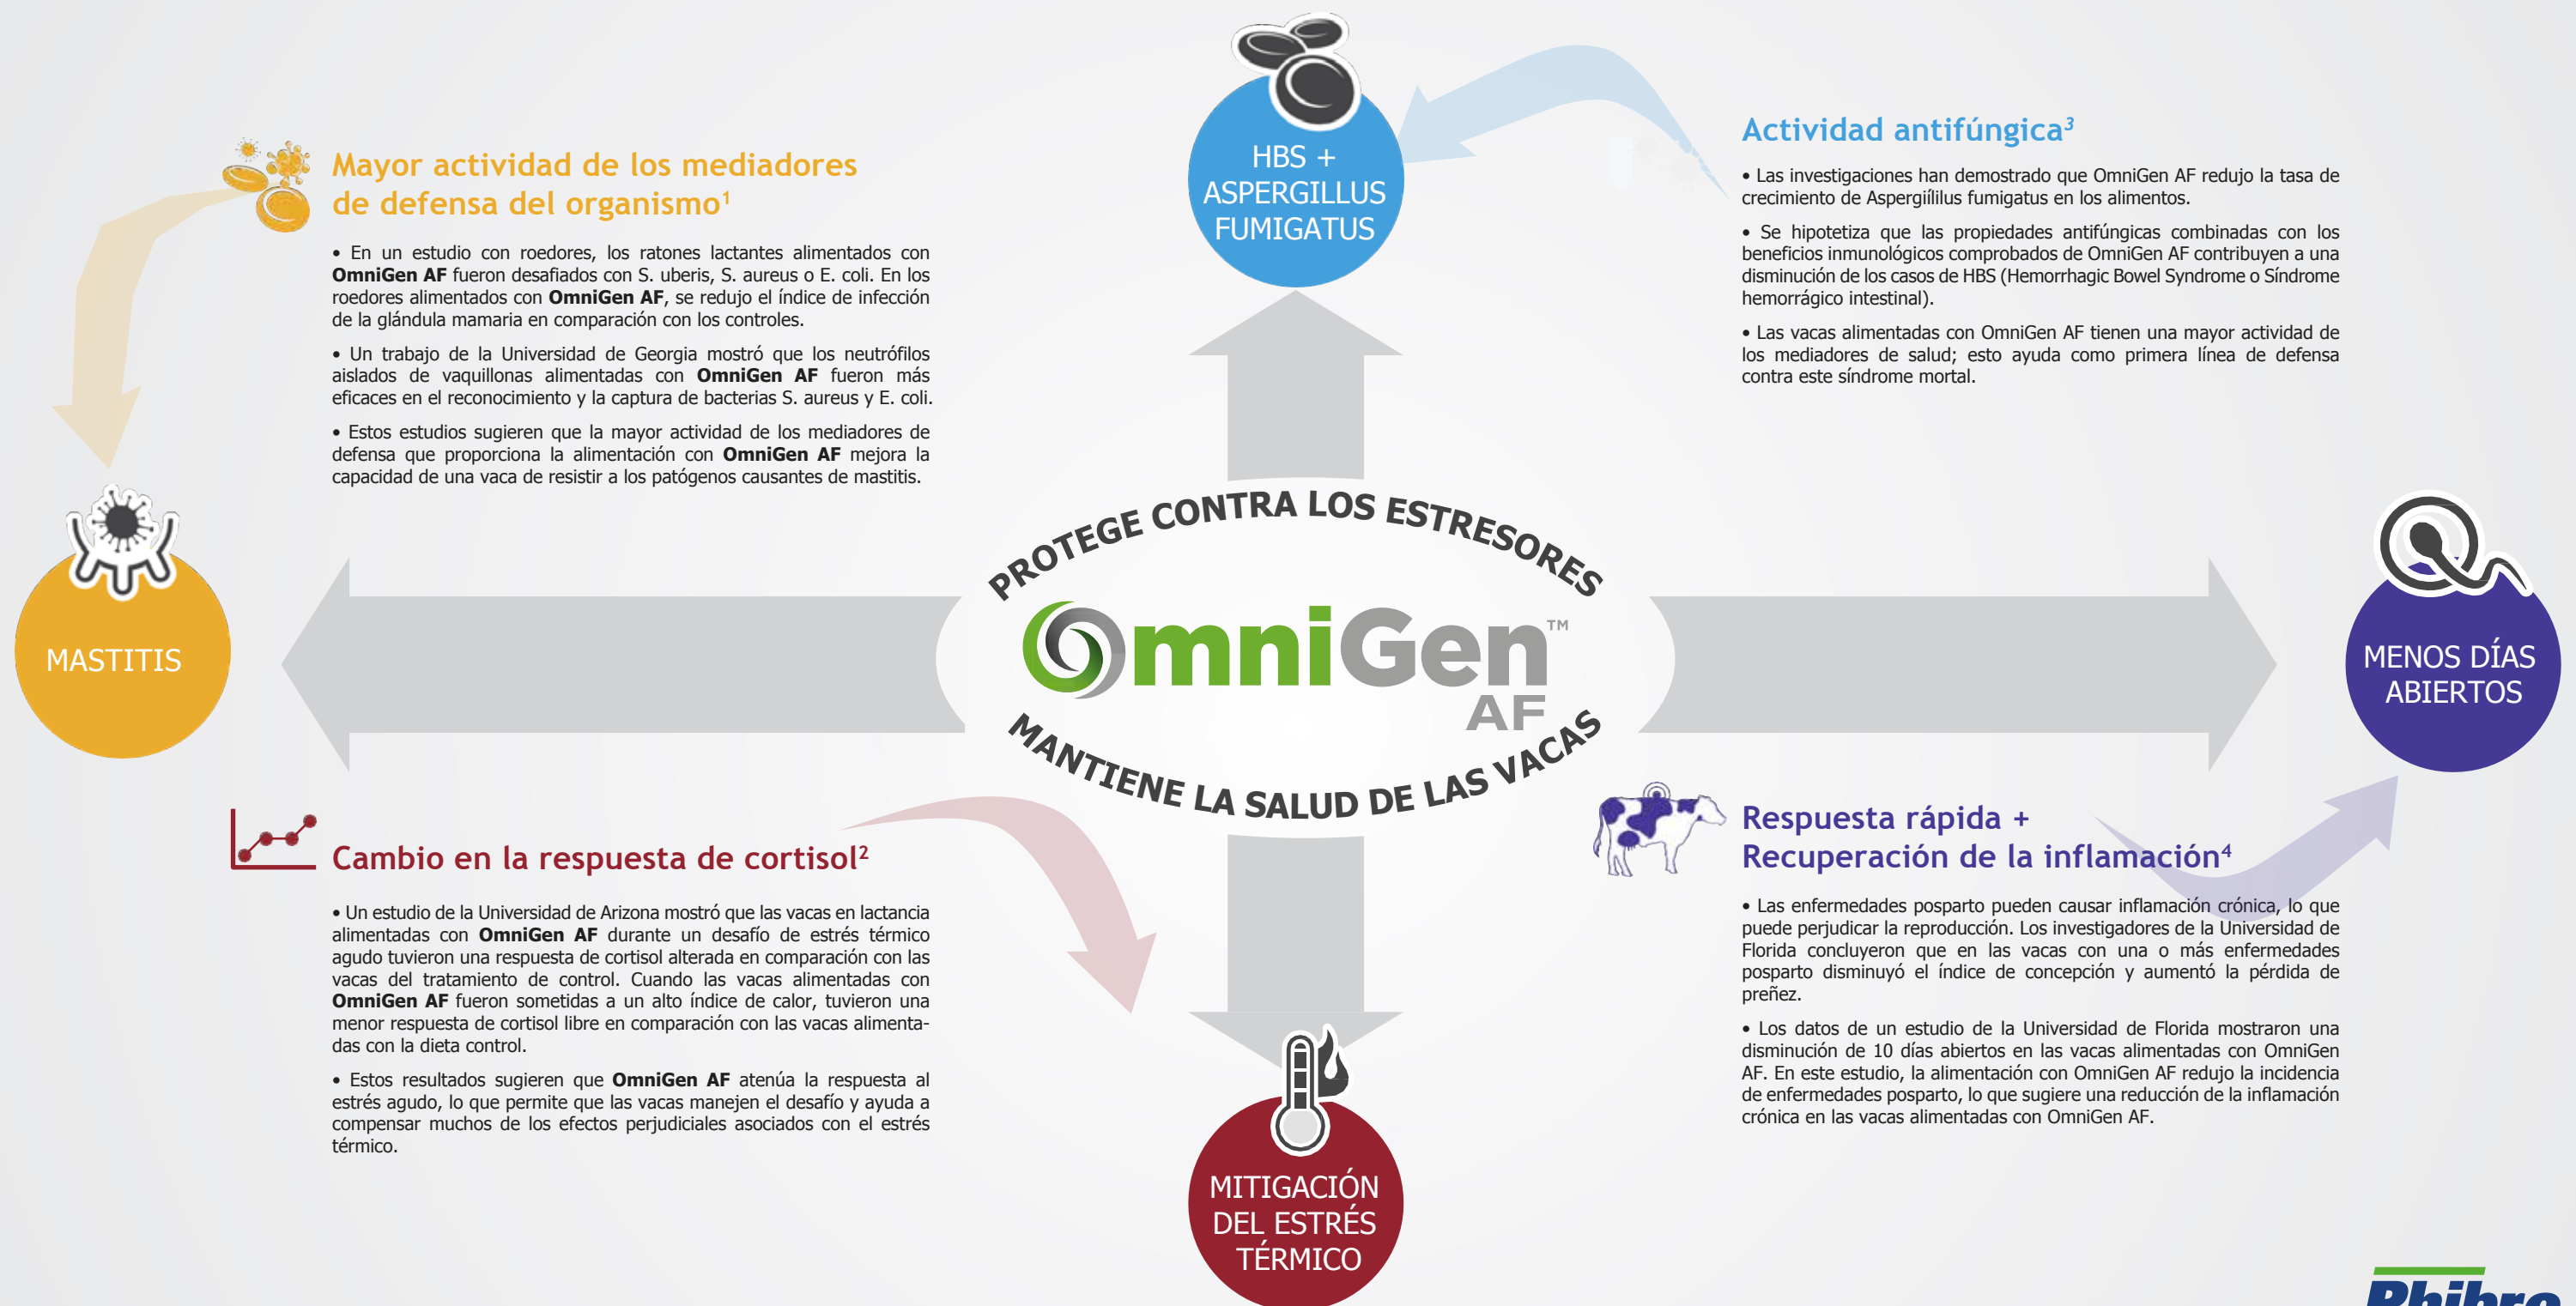 HBS +
ASPERGILLUS
FUMIGATUS
Mayor actividad de los mediadores
de defensa del organismo¹
• En un estudio con roedores, los ratones lactantes alimentados con
OmniGen AF fueron desafiados con S. uberis, S. aureus o E. coli. En los
roedores alimentados con OmniGen AF, se redujo el índice de infección
de la glándula mamaria en comparación con los controles.
• Un trabajo de la Universidad de Georgia mostró que los neutrófilos
aislados de vaquillonas alimentadas con OmniGen AF fueron más
eficaces en el reconocimiento y la captura de bacterias S. aureus y E. coli.
• Estos estudios sugieren que la mayor actividad de los mediadores de
defensa que proporciona la alimentación con OmniGen AF mejora la
capacidad de una vaca de resistir a los patógenos causantes de mastitis.
Actividad antifúngica³
• Las investigaciones han demostrado que OmniGen AF redujo la tasa de
crecimiento de Aspergiílilus fumigatus en los alimentos.
• Se hipotetiza que las propiedades antifúngicas combinadas con los
beneficios inmunológicos comprobados de OmniGen AF contribuyen a una
disminución de los casos de HBS (Hemorrhagic Bowel Syndrome o Síndrome
hemorrágico intestinal).
• Las vacas alimentadas con OmniGen AF tienen una mayor actividad de
los mediadores de salud; esto ayuda como primera línea de defensa
contra este síndrome mortal.
MASTITIS
PROTEGE CONTRA LOS ESTRESORES
OmniGen™
AF
MANTIENE LA SALUD DE LAS VACAS
MENOS DÍAS
ABIERTOS
Cambio en la respuesta de cortisol²
• Un estudio de la Universidad de Arizona mostró que las vacas en lactancia
alimentadas con OmniGen AF durante un desafío de estrés térmico
agudo tuvieron una respuesta de cortisol alterada en comparación con las
vacas del tratamiento de control. Cuando las vacas alimentadas con
OmniGen AF fueron sometidas a un alto índice de calor, tuvieron una
menor respuesta de cortisol libre en comparación con las vacas alimenta-
das con la dieta control.
• Estos resultados sugieren que OmniGen AF atenúa la respuesta al
estrés agudo, lo que permite que las vacas manejen el desafío y ayuda a
compensar muchos de los efectos perjudiciales asociados con el estrés
térmico.
Respuesta rápida +
Recuperación de la inflamación⁴
• Las enfermedades posparto pueden causar inflamación crónica, lo que
puede perjudicar la reproducción. Los investigadores de la Universidad de
Florida concluyeron que en las vacas con una o más enfermedades
posparto disminuyó el índice de concepción y aumentó la pérdida de
preñez.
• Los datos de un estudio de la Universidad de Florida mostraron una
disminución de 10 días abiertos en las vacas alimentadas con OmniGen
AF. En este estudio, la alimentación con OmniGen AF redujo la incidencia
de enfermedades posparto, lo que sugiere una reducción de la inflamación
crónica en las vacas alimentadas con OmniGen AF.
MITIGACIÓN
DEL ESTRÉS
TÉRMICO
Phibro